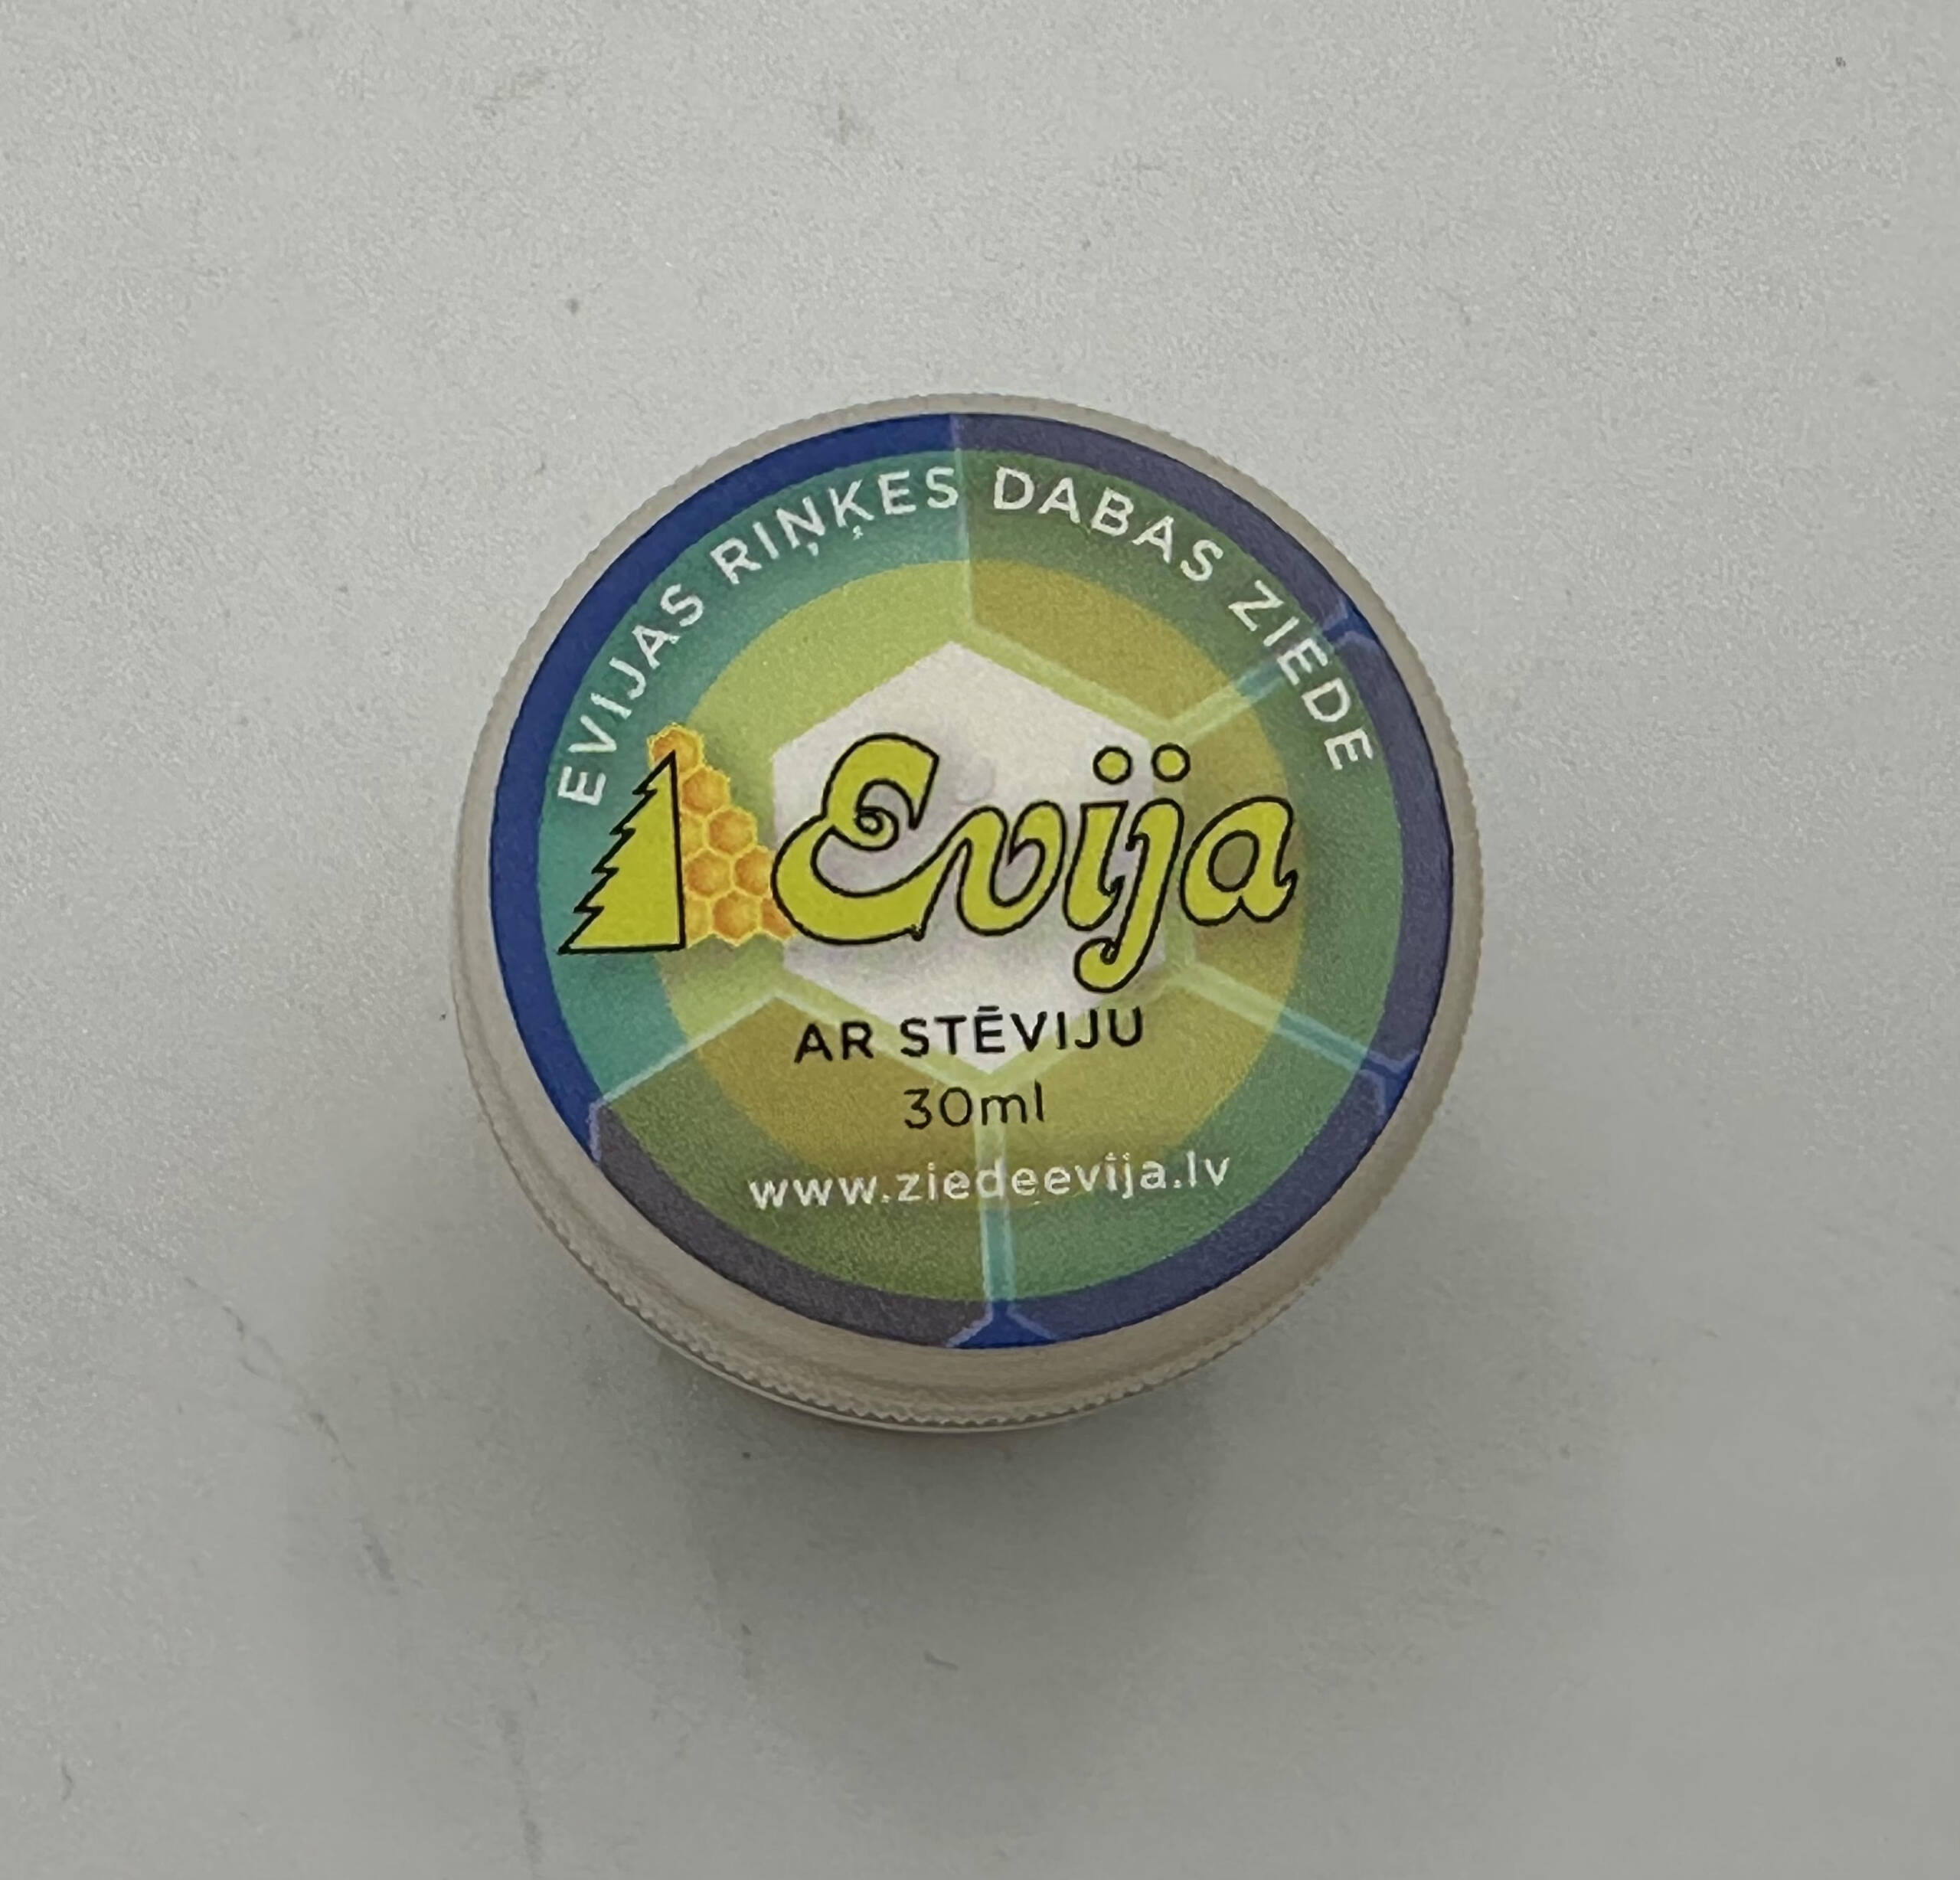 EVIJAS RIŅĶES DABAS ZIEDE
Evija
AR STĒVIJU
30ml
www.ziedeevija.lv